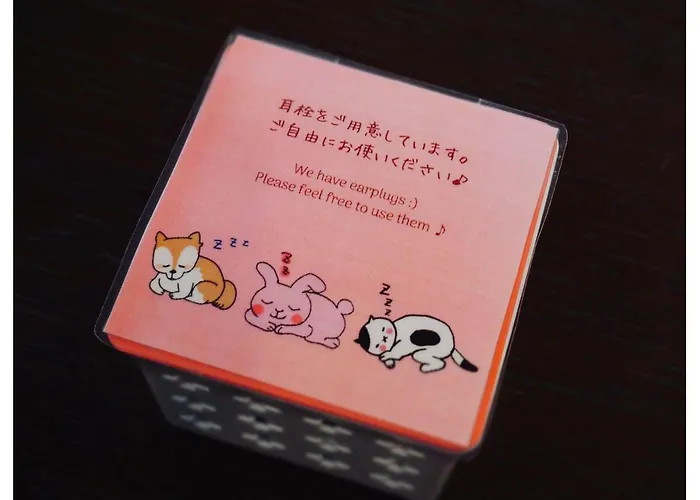 耳栓をご用意しています。
ご自由にお使いください♪
We have earplugs :)
Please feel free to use them ♪
z z z
z z
z z z z